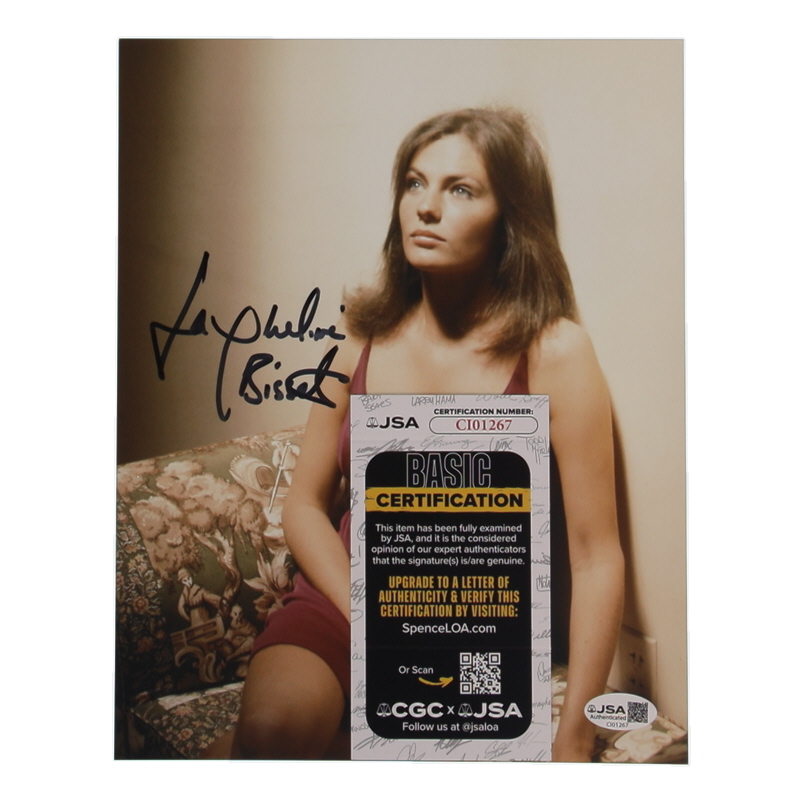 Jacqueline
Bisset
JSA
CERTIFICATION NUMBER:
CI01267
BASIC
CERTIFICATION
This item has been fully examined
by JSA, and it is the considered
opinion of our expert authenticators
that the signature(s) is/are genuine.
UPGRADE TO A LETTER OF
AUTHENTICITY & VERIFY THIS
CERTIFICATION BY VISITING:
SpenceLOA.com
Or Scan
CGC x JSA
Follow us at @jsaloa
JSA
Authenticated
CI01267